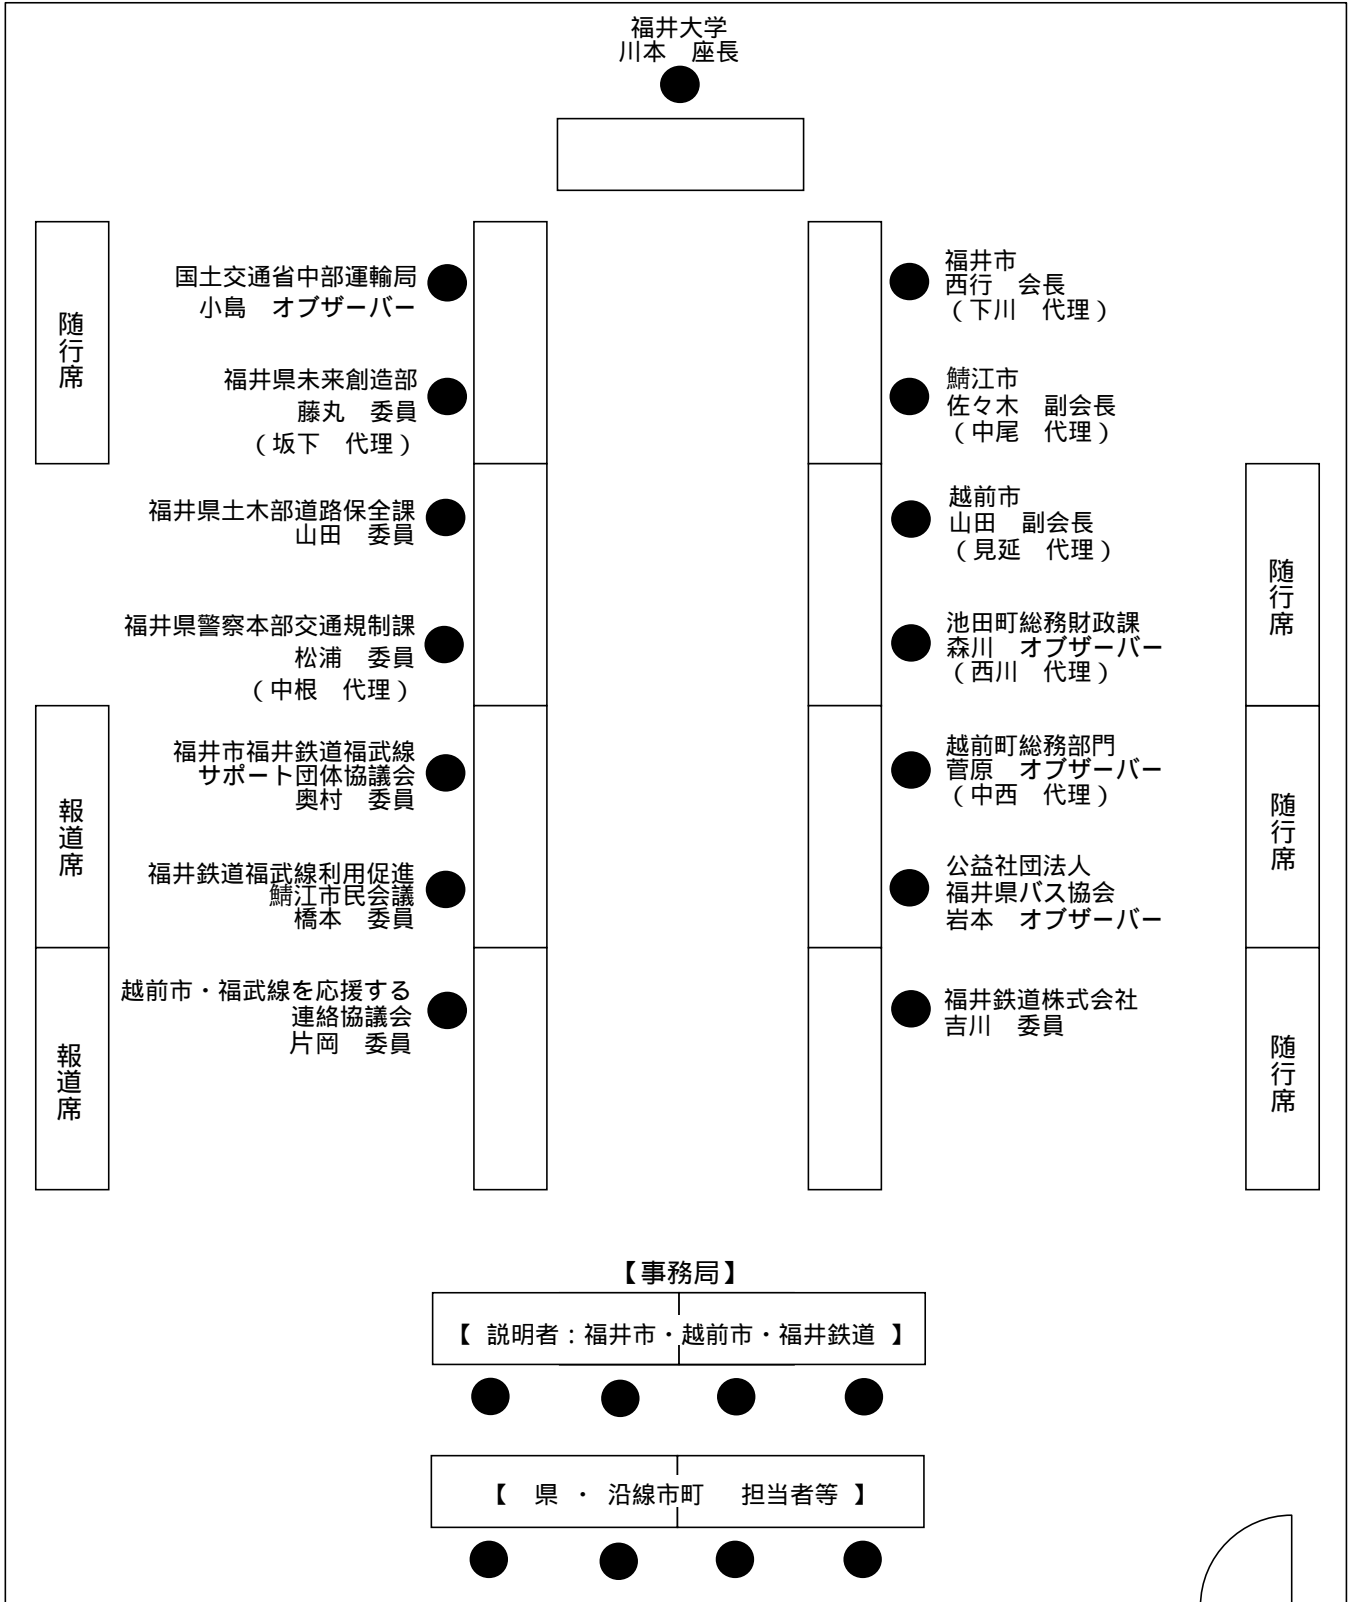 福井大学
川本　座長
随行席
国土交通省中部運輸局
小島　オブザーバー
福井県未来創造部
藤丸　委員
（坂下　代理）
福井県土木部道路保全課
山田　委員
福井県警察本部交通規制課
松浦　委員
（中根　代理）
報道席
福井市福井鉄道福武線
サポート団体協議会
奥村　委員
福井鉄道福武線利用促進
鯖江市民会議
橋本　委員
報道席
越前市・福武線を応援する
連絡協議会
片岡　委員
福井市
西行　会長
（下川　代理）
鯖江市
佐々木　副会長
（中尾　代理）
越前市
山田　副会長
（見延　代理）
池田町総務財政課
森川　オブザーバー
（西川　代理）
随行席
越前町総務部門
菅原　オブザーバー
（中西　代理）
公益社団法人
福井県バス協会
岩本　オブザーバー
随行席
福井鉄道株式会社
吉川　委員
随行席
【事務局】
【 説明者：福井市・越前市・福井鉄道 】
【　県 ・ 沿線市町　担当者等 】